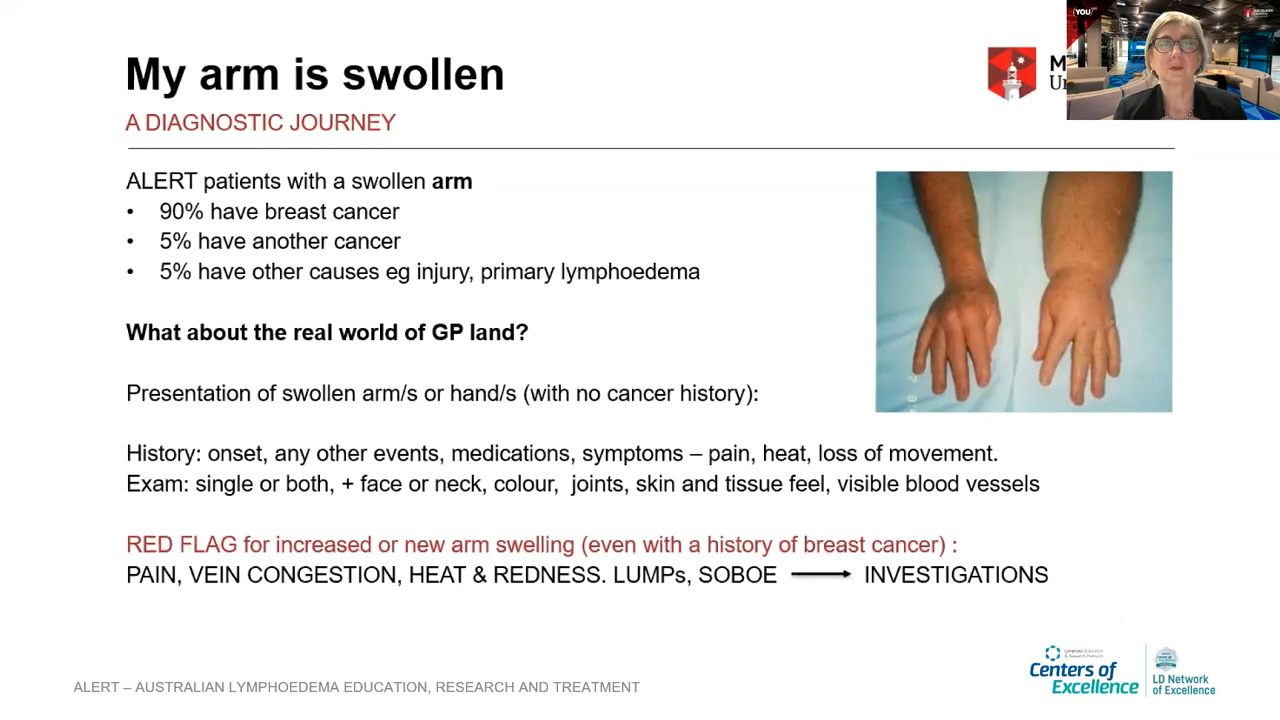 My arm is swollen
A DIAGNOSTIC JOURNEY
ALERT patients with a swollen arm
• 90% have breast cancer
• 5% have another cancer
• 5% have other causes eg injury, primary lymphoedema
What about the real world of GP land?
Presentation of swollen arm/s or hand/s (with no cancer history):
History: onset, any other events, medications, symptoms – pain, heat, loss of movement.
Exam: single or both, + face or neck, colour, joints, skin and tissue feel, visible blood vessels
RED FLAG for increased or new arm swelling (even with a history of breast cancer) :
PAIN, VEIN CONGESTION, HEAT & REDNESS. LUMPs, SOBOE INVESTIGATIONS
ALERT – AUSTRALIAN LYMPHOEDEMA EDUCATION, RESEARCH AND TREATMENT
Lymphatic Education
& Research Network
Centers of
Excellence
LD Network
of Excellence
(YOU)